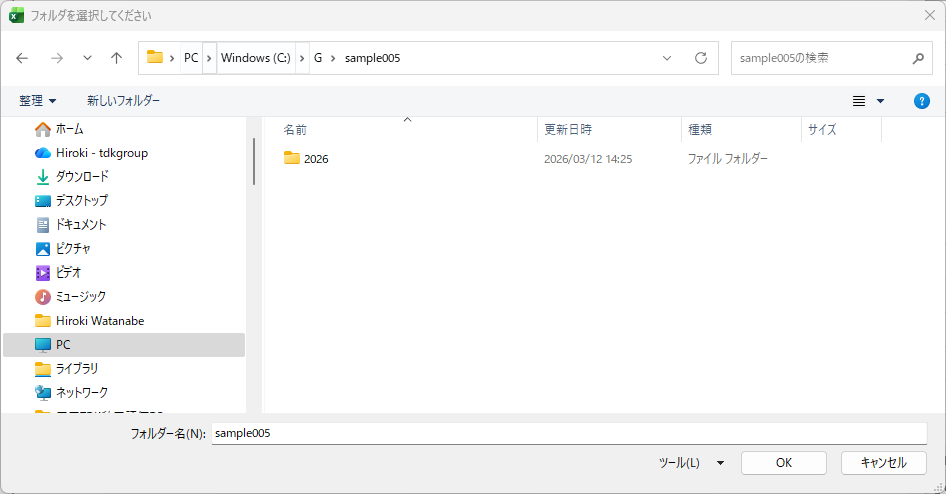 フォルダを選択してください
PC > Windows (C:) > G > sample005
sample005の検索
整理 新しいフォルダー
ホーム
Hiroki - tdkgroup
ダウンロード
デスクトップ
ドキュメント
ピクチャ
ビデオ
ミュージック
Hiroki Watanabe
PC
ライブラリ
ネットワーク
名前 更新日時 種類 サイズ
2026 2026/03/12 14:25 ファイル フォルダー
フォルダー名(N): sample005
ツール(L) OK キャンセル